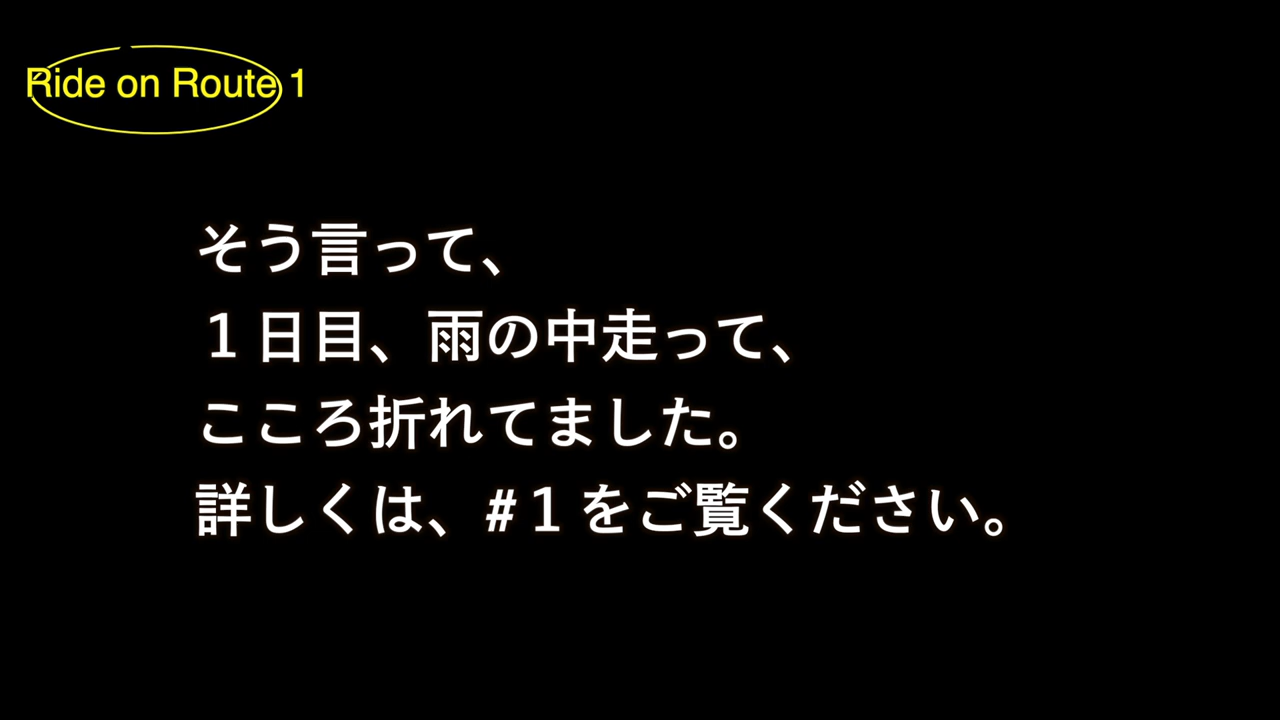 Ride on Route 1
そう言って、
１日目、雨の中走って、
こころ折れてました。
詳しくは、#１をご覧ください。